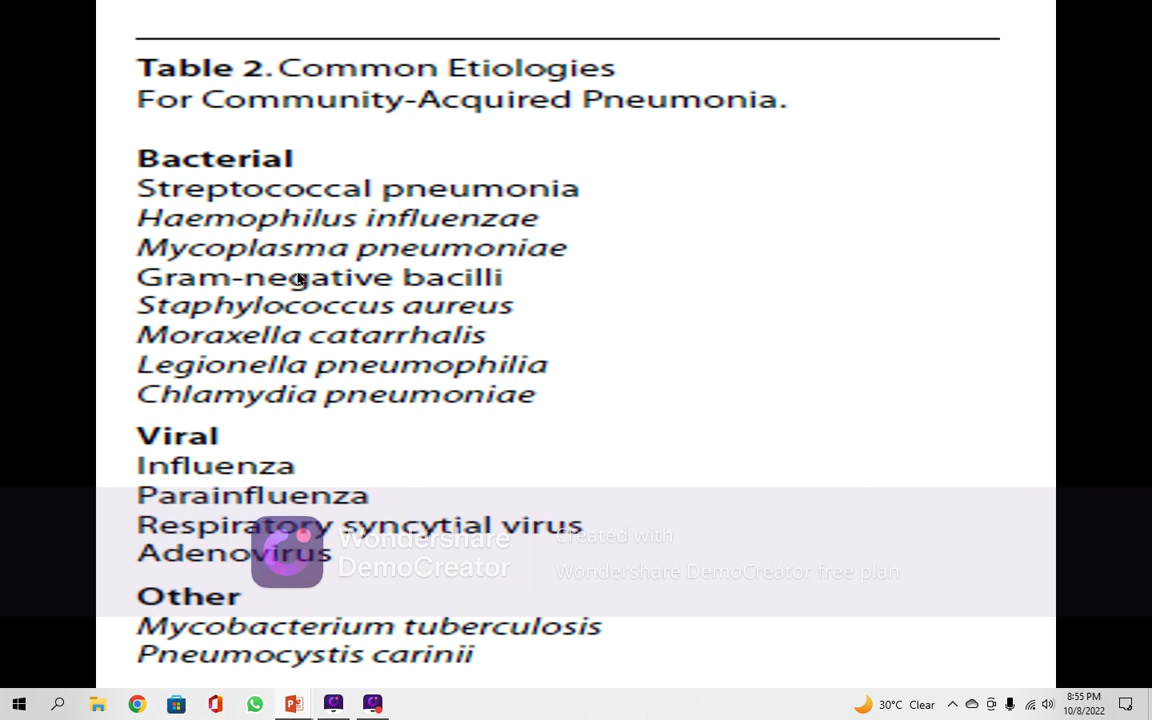 Table 2. Common Etiologies
For Community-Acquired Pneumonia.
Bacterial
Streptococcal pneumonia
Haemophilus influenzae
Mycoplasma pneumoniae
Gram-negative bacilli
Staphylococcus aureus
Moraxella catarrhalis
Legionella pneumophilia
Chlamydia pneumoniae
Viral
Influenza
Parainfluenza
Respiratory syncytial virus
Adenovirus
Wondershare
DemoCreator
Created with
Wondershare DemoCreator free plan
Other
Mycobacterium tuberculosis
Pneumocystis carinii
30°C Clear
8:55 PM
10/8/2022